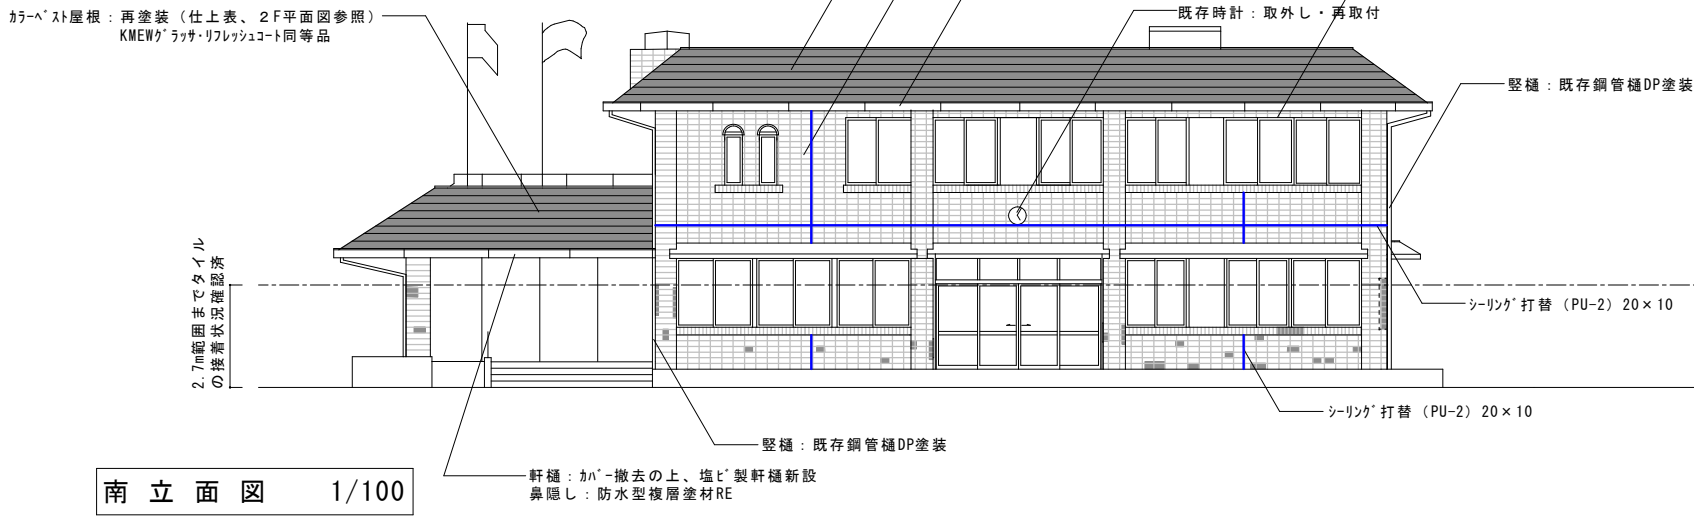 カラーベスト屋根：再塗装（仕上表、２F平面図参照）
KMEWグラッサ・リフレッシュコート同等品
既存時計：取外し・再取付
竪樋：既存鋼管樋DP塗装
2.7m範囲までタイル
の接着状況確認済
シーリング打替（PU-2）20×10
シーリング打替（PU-2）20×10
竪樋：既存鋼管樋DP塗装
軒樋：カバー撤去の上、塩ビ製軒樋新設
鼻隠し：防水型複層塗材RE
南立面図 1/100